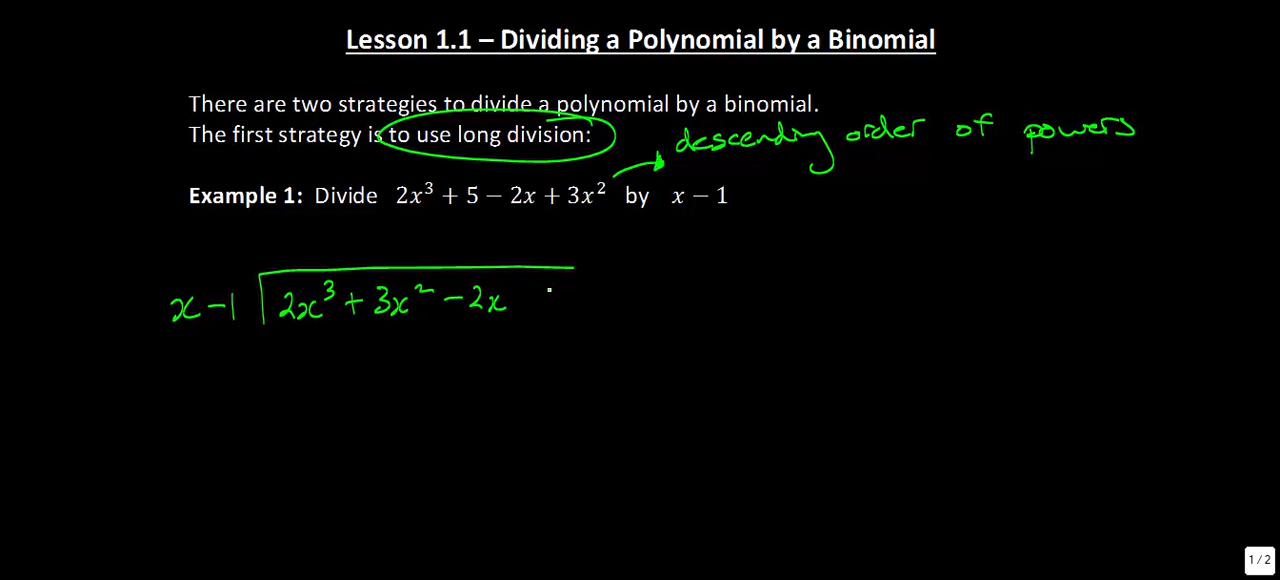 Lesson 1.1 – Dividing a Polynomial by a Binomial
There are two strategies to divide a polynomial by a binomial.
The first strategy is to use long division:
descending order of powers
Example 1: Divide 2x³ + 5 − 2x + 3x² by x − 1
x − 1 2x³ + 3x² − 2x
1 / 2